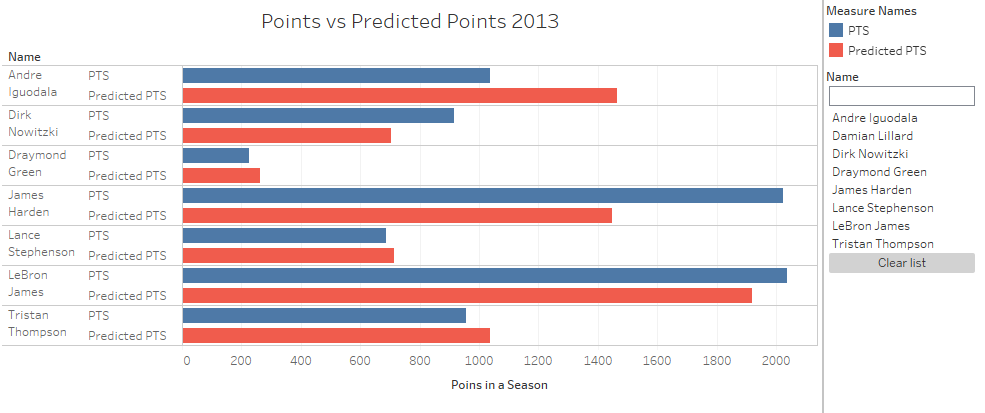 Points vs Predicted Points 2013
Name
Andre
Iguodala
PTS
Predicted PTS
Dirk
Nowitzki
PTS
Predicted PTS
Draymond
Green
PTS
Predicted PTS
James
Harden
PTS
Predicted PTS
Lance
Stephenson
PTS
Predicted PTS
LeBron
James
PTS
Predicted PTS
Tristan
Thompson
PTS
Predicted PTS
0 200 400 600 800 1000 1200 1400 1600 1800 2000
Poins in a Season
Measure Names
PTS
Predicted PTS
Name
Andre Iguodala
Damian Lillard
Dirk Nowitzki
Draymond Green
James Harden
Lance Stephenson
LeBron James
Tristan Thompson
Clear list